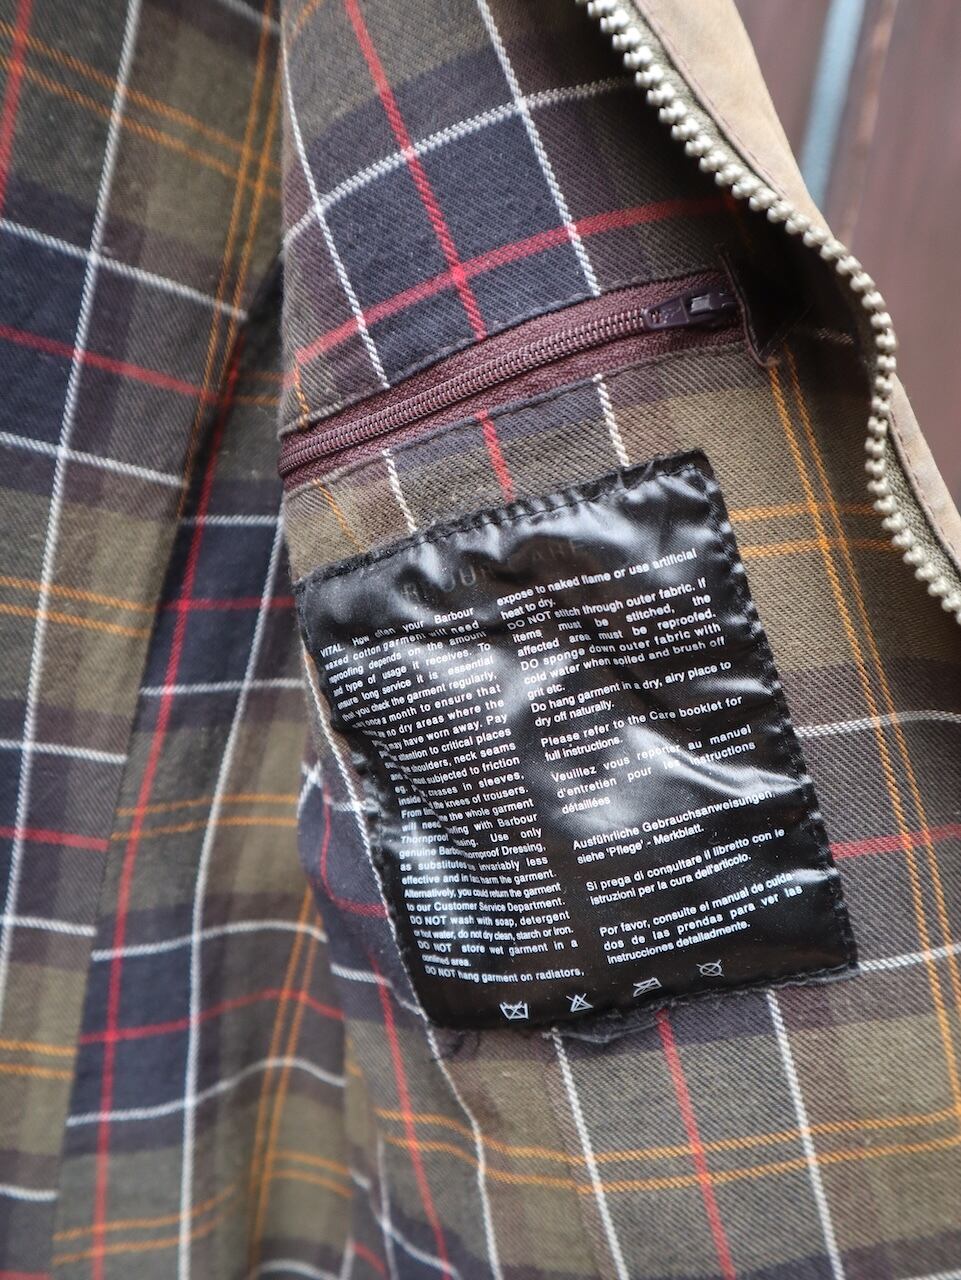 VITAL. How often your Barbour
waxed cotton garment will need
reproofing depends on the amount
and type of usage it receives. To
ensure long service it is essential
that you check the garment regularly,
once a month to ensure that
no dry areas where the
may have worn away. Pay
attention to critical places
shoulders, neck seams
subjected to friction
eg. creases in sleeves,
inside the knees of trousers.
From the whole garment
will need with Barbour
Thornproof Use only
genuine Barbour Thornproof Dressing,
as substitutes invariably less
effective and in harm the garment.
Alternatively, you could return the garment
to our Customer Service Department.
DO NOT wash with soap, detergent
or hot water, do not dry clean, starch or iron.
DO NOT store wet garment in a
confined area.
DO NOT hang garment on radiators,
expose to naked flame or use artificial
heat to dry.
DO NOT stitch through outer fabric. If
items must be stitched, the
affected area must be reproofed.
DO sponge down outer fabric with
cold water when soiled and brush off
grit etc.
Do hang garment in a dry, airy place to
dry off naturally.
Please refer to the Care booklet for
full instructions.
Veuillez vous reporter au manuel
d'entretien pour les instructions
détaillées
Ausführliche Gebrauchsanweisungen
siehe 'Pflege' - Merkblatt.
Si prega di consultare il libretto con le
istruzioni per la cura dell'articolo.
Por favor, consulte el manual de cuida-
dos de las prendas para ver las
instrucciones detalladmente.